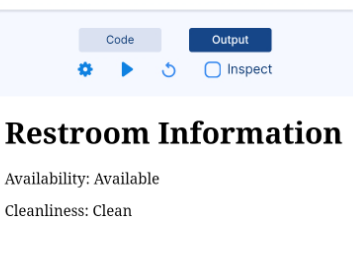 Code Output
Inspect
Restroom Information
Availability: Available
Cleanliness: Clean